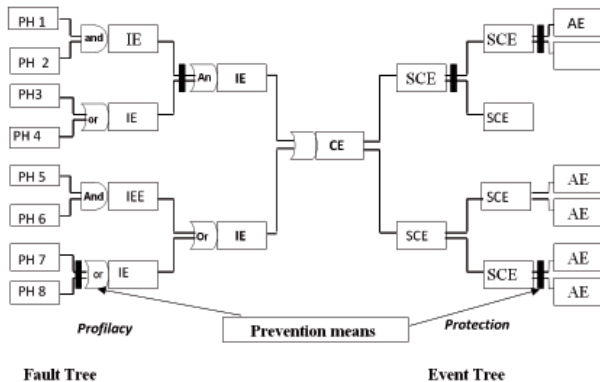 PH 1
and
IE
PH 2
An
IE
PH3
or
IE
PH 4
CE
PH 5
And
IEE
PH 6
Or
IE
PH 7
or
IE
PH 8
SCE
SCE
AE
SCE
SCE
SCE
AE
AE
SCE
AE
AE
Profilacy
Prevention means
Protection
Fault Tree
Event Tree